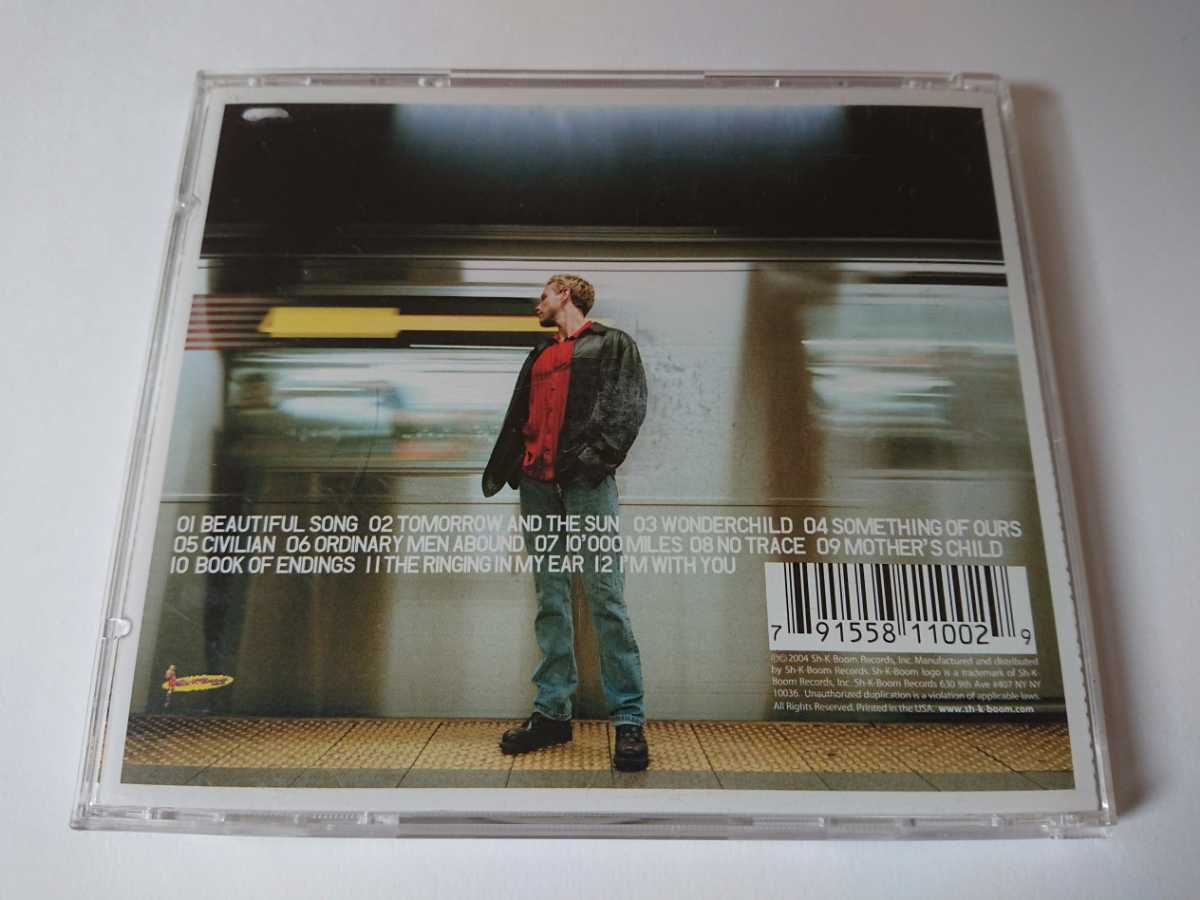 01 BEAUTIFUL SONG 02 TOMORROW AND THE SUN 03 WONDERCHILD 04 SOMETHING OF OURS
05 CIVILIAN 06 ORDINARY MEN ABOUND 07 10'000 MILES 08 NO TRACE 09 MOTHER'S CHILD
10 BOOK OF ENDINGS 11 THE RINGING IN MY EAR 12 I'M WITH YOU
7 91558 11002 9
℗© 2004 Sh-K-Boom Records, Inc. Manufactured and distributed
by Sh-K-Boom Records. Sh-K-Boom logo is a trademark of Sh-K-
Boom Records, Inc. Sh-K-Boom Records 630 9th Ave #407 NY NY
10036. Unauthorized duplication is a violation of applicable laws.
All Rights Reserved. Printed in the USA. www.sh-k-boom.com